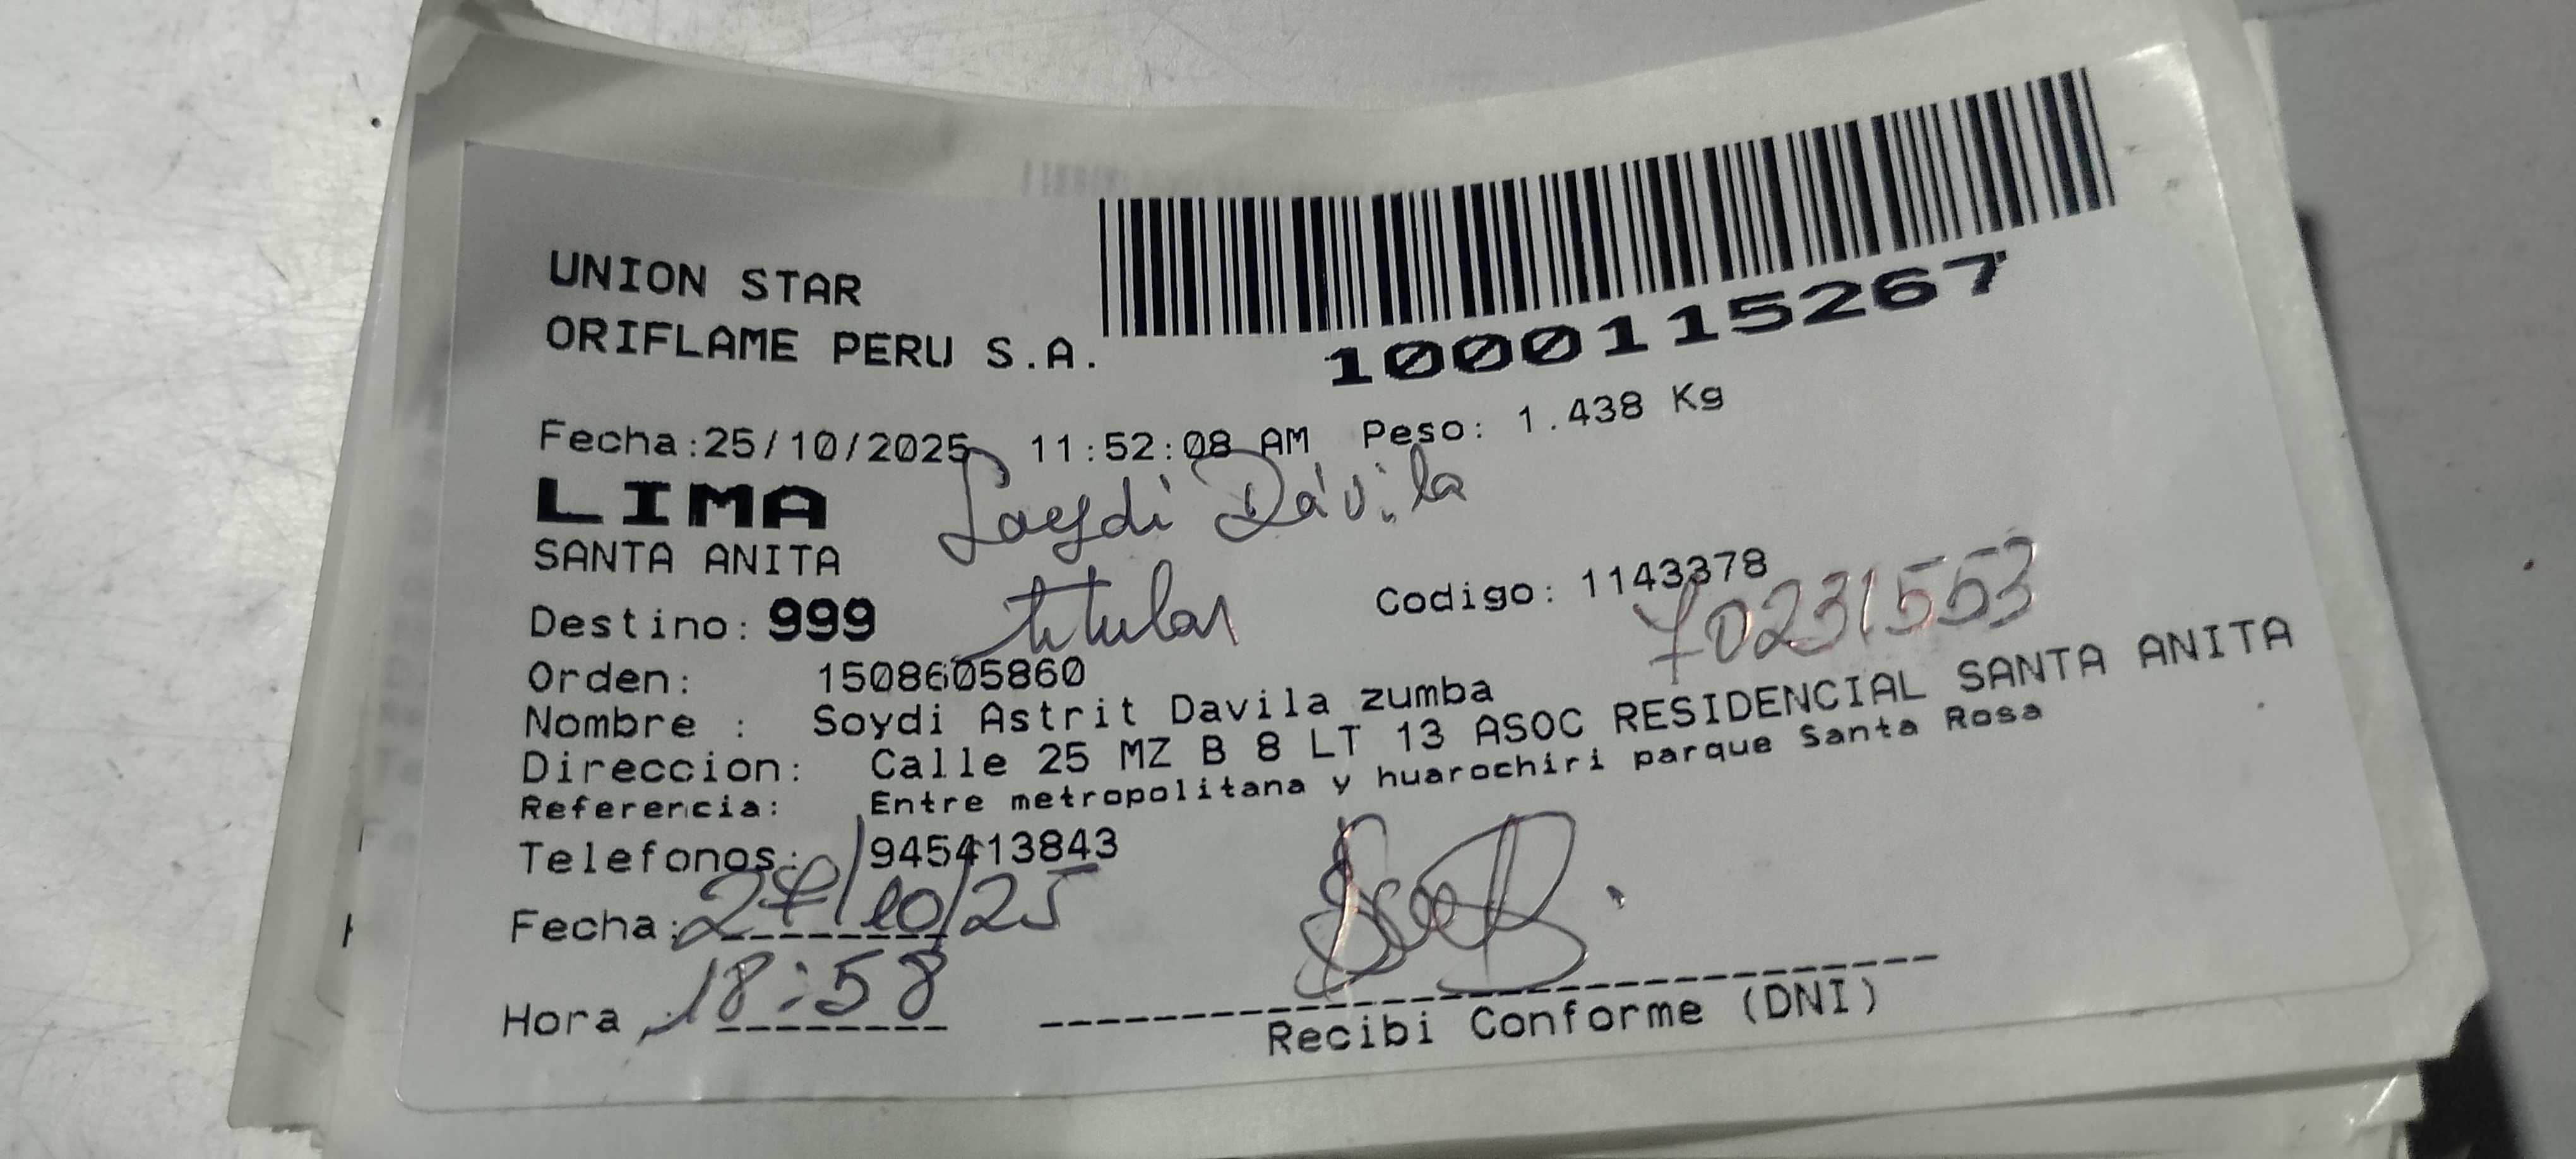 UNION STAR
ORIFLAME PERU S.A.
1000115267
Fecha:25/10/2025 11:52:08 AM Peso: 1.438 Kg
LIMA
Soydi Dávila
SANTA ANITA
titular
Codigo: 1143378
Destino: 999
70231553
Orden: 1508605860
Nombre : Soydi Astrit Davila zumba
Direccion: Calle 25 MZ B 8 LT 13 ASOC RESIDENCIAL SANTA ANITA
Referencia: Entre metropolitana y huarochiri parque Santa Rosa
Telefonos: 945413843
Fecha: 27/10/25
Hora : 18:58
Recibi Conforme (DNI)